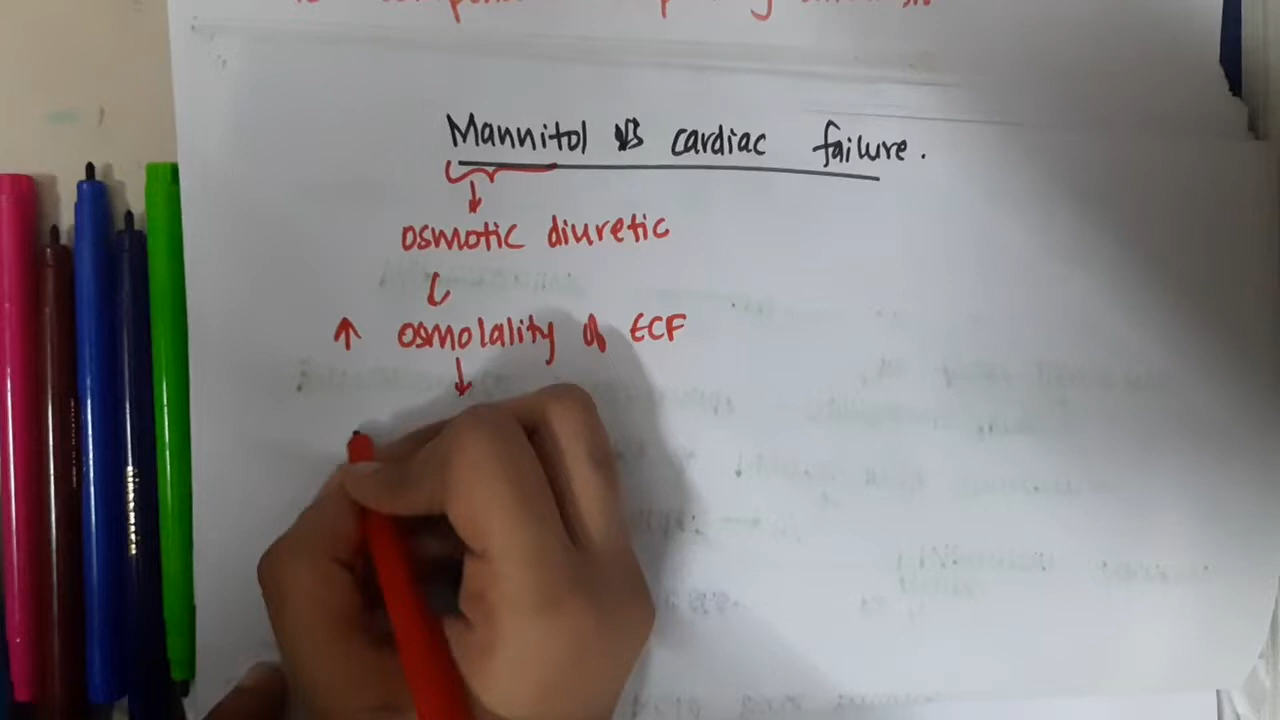 Mannitol cardiac failure.
↓
osmotic diuretic
↑ osmolality of ECF
↓